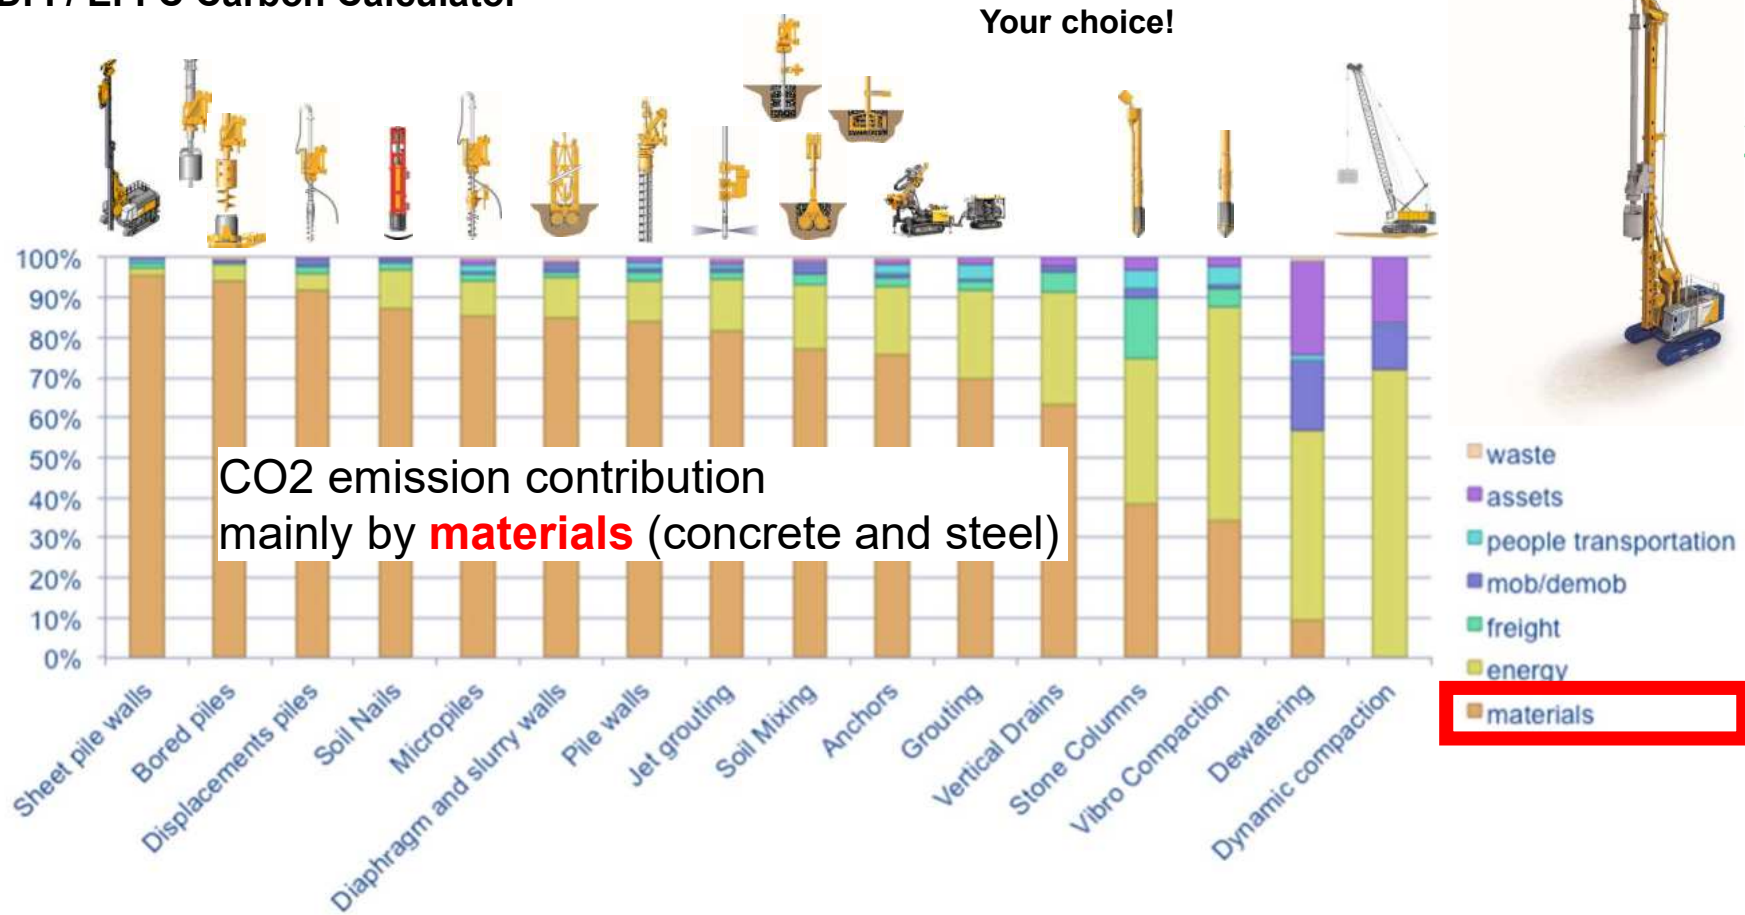 Carbon Calculator
Your choice!
100%
90%
80%
70%
60%
50%
40%
30%
20%
10%
0%
CO2 emission contribution
mainly by materials (concrete and steel)
waste
assets
people transportation
mob/demob
freight
energy
materials
Sheet pile walls
Bored piles
Displacements piles
Soil Nails
Micropiles
Diaphragm and slurry walls
Pile walls
Jet grouting
Soil Mixing
Anchors
Grouting
Vertical Drains
Stone Columns
Vibro Compaction
Dewatering
Dynamic compaction